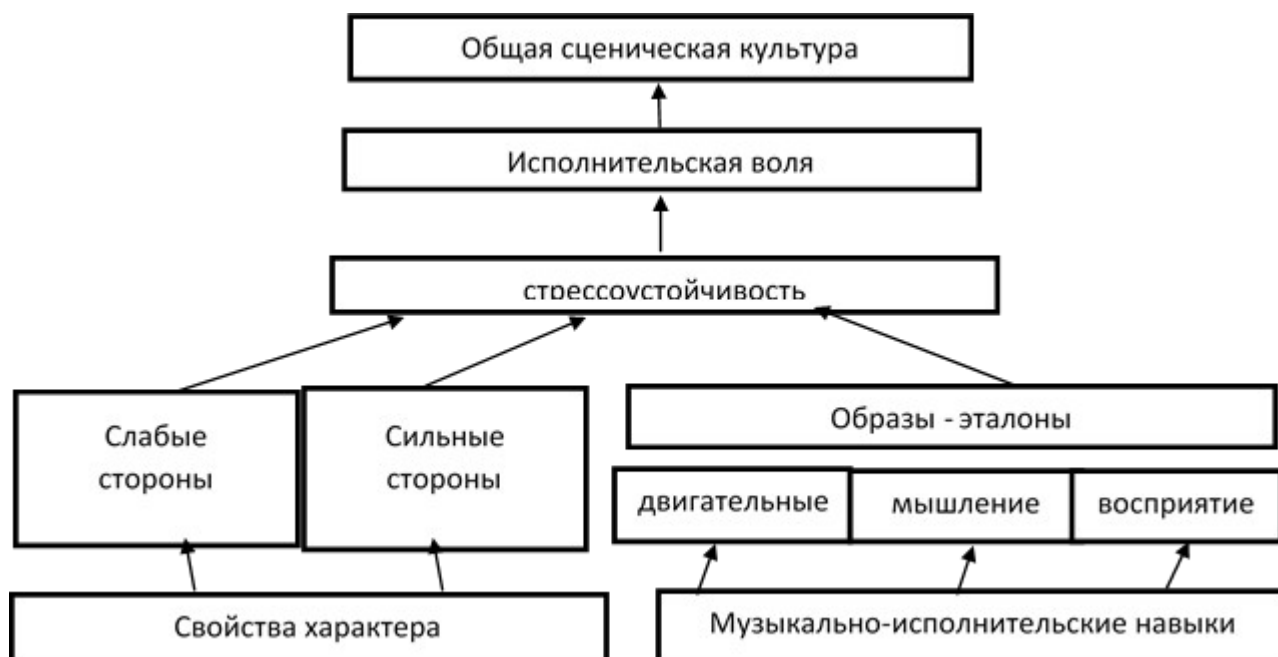 Общая сценическая культура
Исполнительская воля
стрессоустойчивость
Слабые
стороны
Сильные
стороны
Образы - эталоны
двигательные
мышление
восприятие
Свойства характера
Музыкально-исполнительские навыки